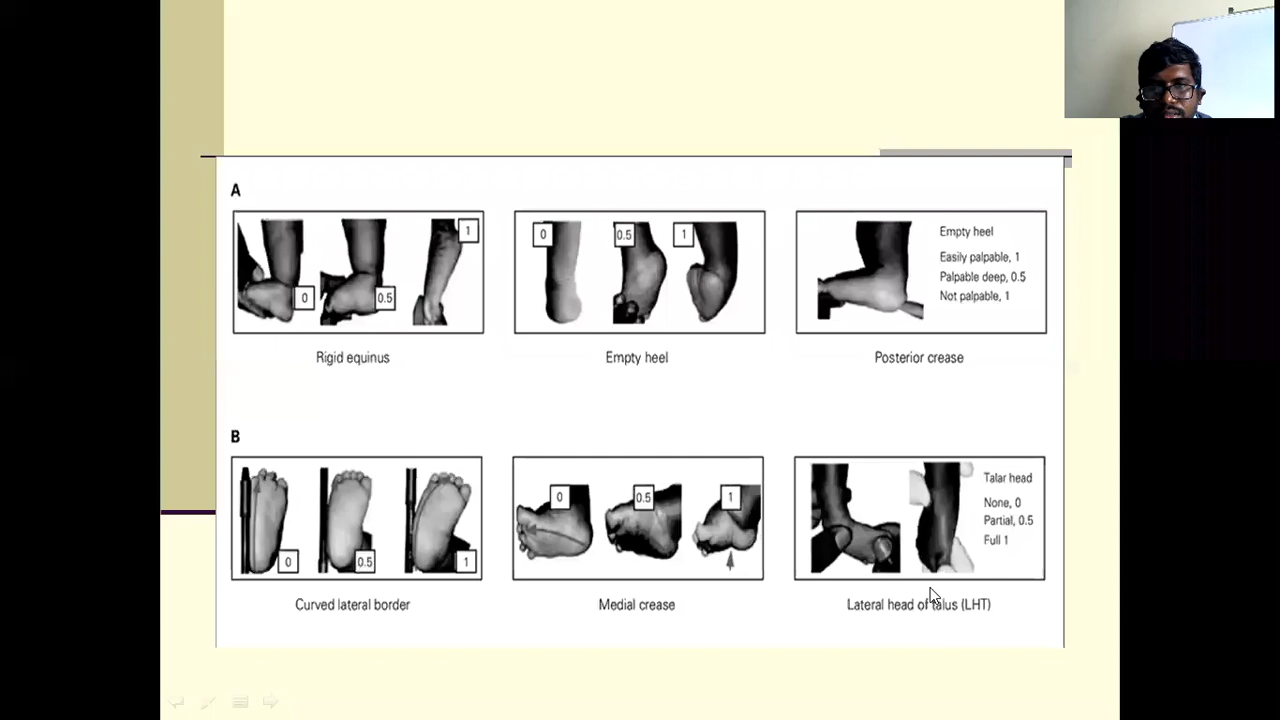 A
0
0.5
1
Rigid equinus
0
0.5
1
Empty heel
Empty heel
Easily palpable, 1
Palpable deep, 0.5
Not palpable, 1
Posterior crease
B
0
0.5
1
Curved lateral border
0
0.5
1
Medial crease
Talar head
None, 0
Partial, 0.5
Full 1
Lateral head of talus (LHT)